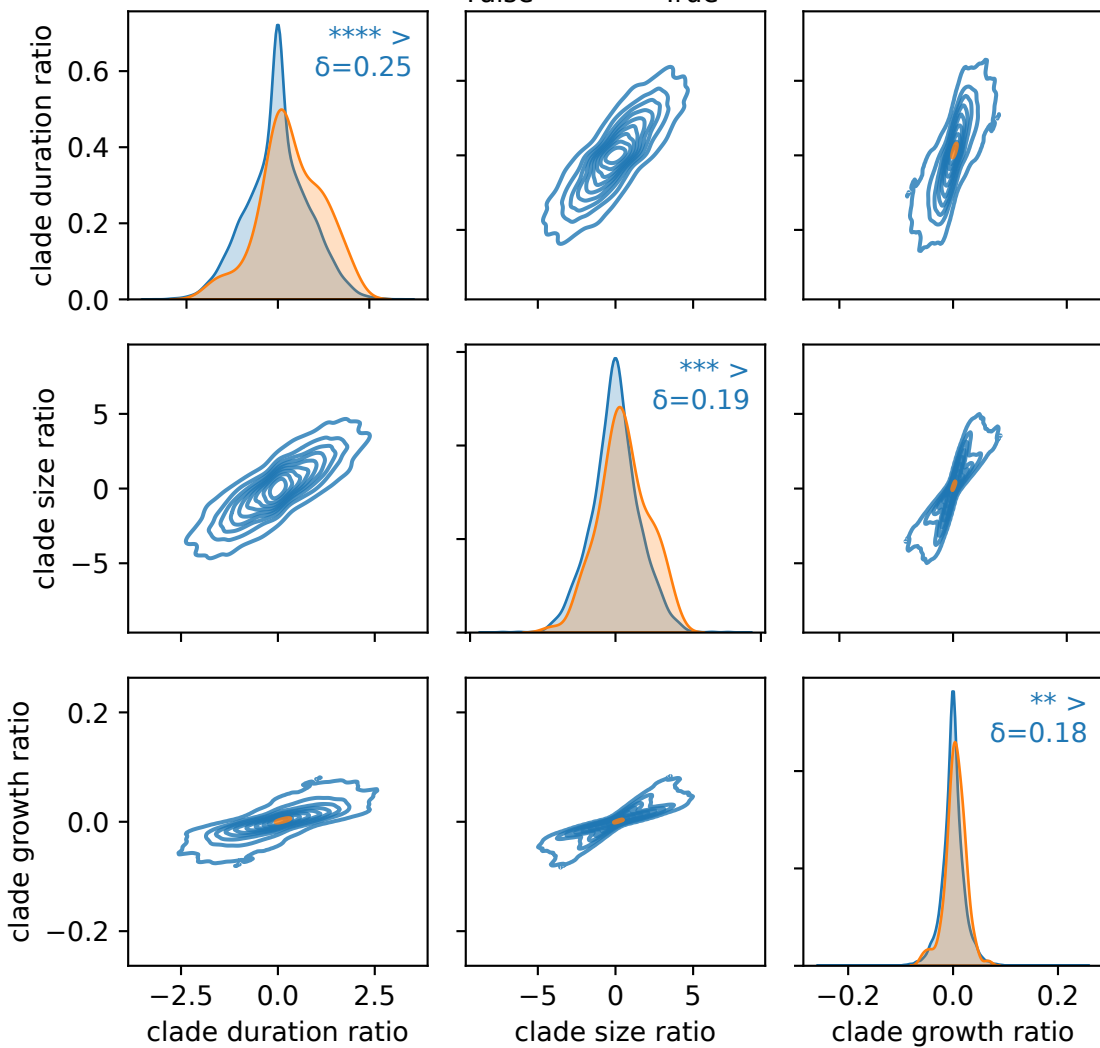 clade duration ratio
0.6
0.4
0.2
0.0
**** >
δ=0.25
clade size ratio
5
0
−5
*** >
δ=0.19
clade growth ratio
0.2
0.0
−0.2
** >
δ=0.18
−2.5 0.0 2.5
−5 0 5
−0.2 0.0 0.2
clade duration ratio
clade size ratio
clade growth ratio